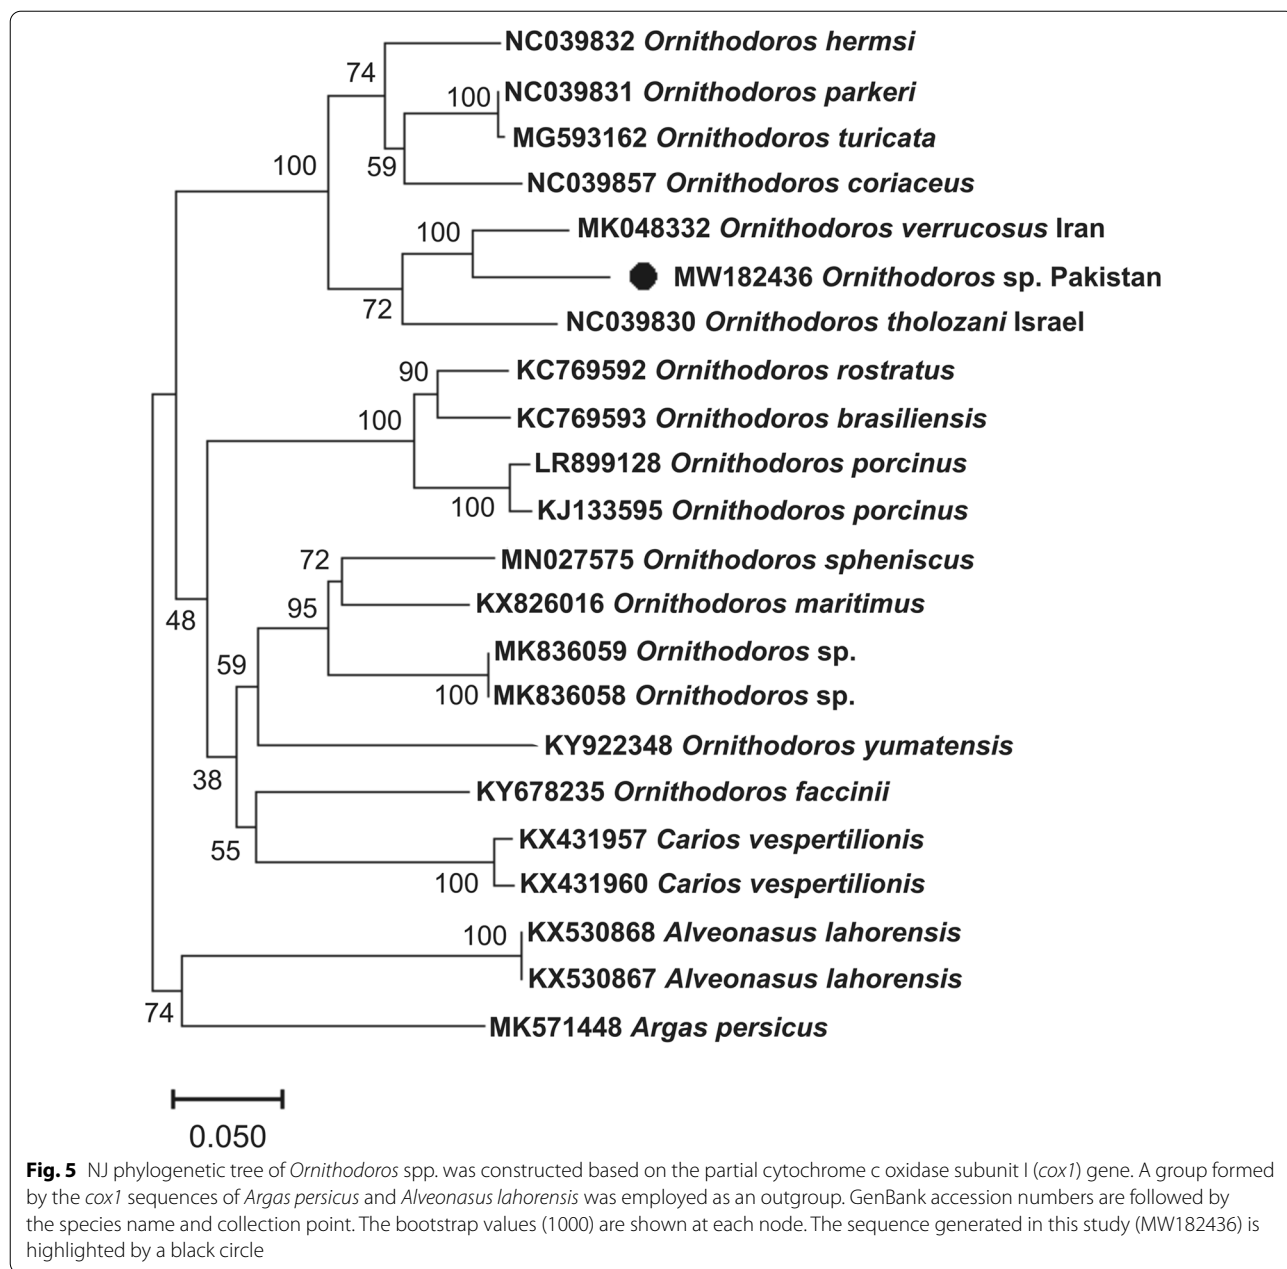 NC039832 Ornithodoros hermsi
74
100
NC039831 Ornithodoros parkeri
MG593162 Ornithodoros turicata
100
59
NC039857 Ornithodoros coriaceus
100
MK048332 Ornithodoros verrucosus Iran
MW182436 Ornithodoros sp. Pakistan
72
NC039830 Ornithodoros tholozani Israel
90
KC769592 Ornithodoros rostratus
100
KC769593 Ornithodoros brasiliensis
LR899128 Ornithodoros porcinus
100
KJ133595 Ornithodoros porcinus
72
MN027575 Ornithodoros spheniscus
95
KX826016 Ornithodoros maritimus
48
59
MK836059 Ornithodoros sp.
100
MK836058 Ornithodoros sp.
KY922348 Ornithodoros yumatensis
38
KY678235 Ornithodoros faccinii
55
KX431957 Carios vespertilionis
100
KX431960 Carios vespertilionis
100
KX530868 Alveonasus lahorensis
KX530867 Alveonasus lahorensis
74
MK571448 Argas persicus
0.050
Fig. 5 NJ phylogenetic tree of Ornithodoros spp. was constructed based on the partial cytochrome c oxidase subunit I (cox1) gene. A group formed
by the cox1 sequences of Argas persicus and Alveonasus lahorensis was employed as an outgroup. GenBank accession numbers are followed by
the species name and collection point. The bootstrap values (1000) are shown at each node. The sequence generated in this study (MW182436) is
highlighted by a black circle